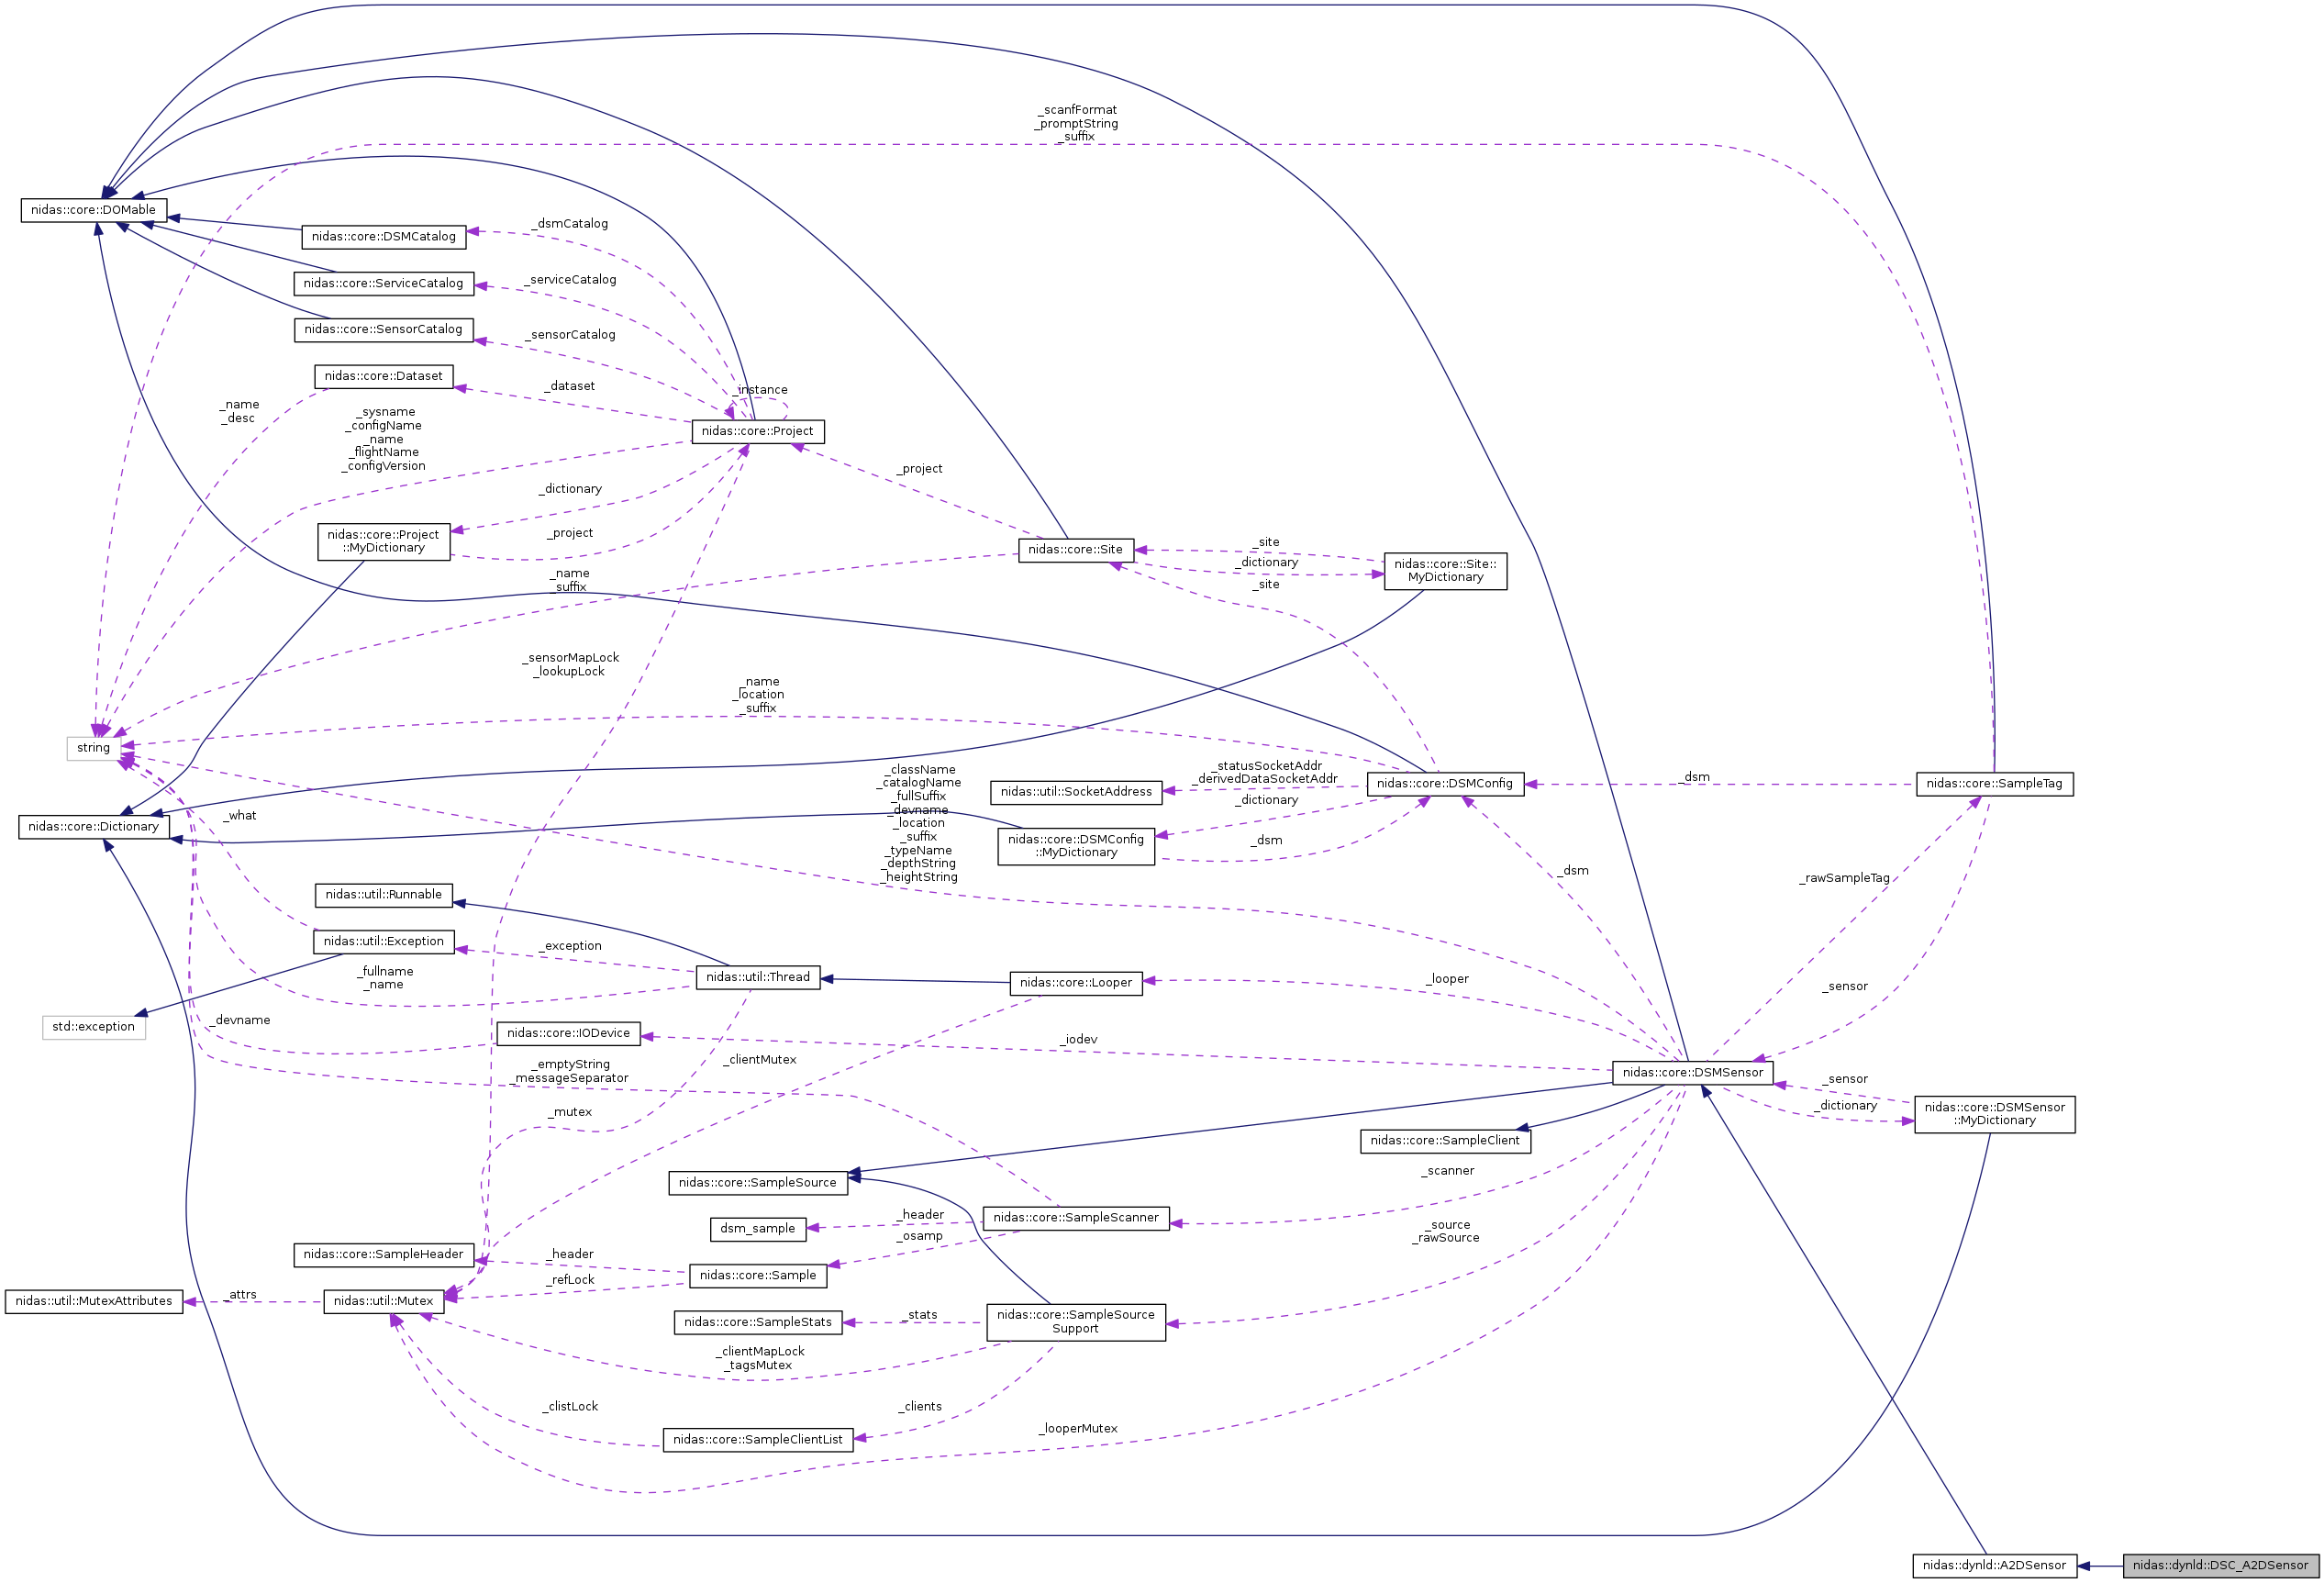 _scanfFormat
_promptString
_suffix
nidas::core::DOMable
nidas::core::DSMCatalog
_dsmCatalog
nidas::core::ServiceCatalog
_serviceCatalog
nidas::core::SensorCatalog
_sensorCatalog
nidas::core::Dataset
_dataset
_instance
_name
_desc
_sysname
_configName
_name
_flightName
_configVersion
nidas::core::Project
_project
_dictionary
nidas::core::Project
::MyDictionary
_project
nidas::core::Site
_site
_dictionary
_site
nidas::core::Site::
MyDictionary
_name
_suffix
_sensorMapLock
_lookupLock
_name
_location
_suffix
string
_statusSocketAddr
_derivedDataSocketAddr
nidas::util::SocketAddress
nidas::core::DSMConfig
_dsm
nidas::core::SampleTag
_className
_catalogName
_fullSuffix
_devname
_location
_suffix
_typeName
_depthString
_heightString
_dictionary
nidas::core::Dictionary
_what
nidas::core::DSMConfig
::MyDictionary
_dsm
_dsm
_rawSampleTag
nidas::util::Runnable
nidas::util::Exception
_exception
_fullname
_name
nidas::util::Thread
nidas::core::Looper
_looper
_sensor
std::exception
_devname
nidas::core::IODevice
_iodev
_clientMutex
_emptyString
_messageSeparator
nidas::core::DSMSensor
_sensor
_dictionary
nidas::core::DSMSensor
::MyDictionary
_mutex
nidas::core::SampleClient
nidas::core::SampleSource
_scanner
dsm_sample
_header
nidas::core::SampleScanner
_osamp
_source
_rawSource
nidas::core::SampleHeader
_header
nidas::core::Sample
_refLock
nidas::util::MutexAttributes
_attrs
nidas::util::Mutex
nidas::core::SampleStats
_stats
nidas::core::SampleSource
Support
_clientMapLock
_tagsMutex
_clistLock
_clients
nidas::core::SampleClientList
_looperMutex
nidas::dynld::A2DSensor
nidas::dynld::DSC_A2DSensor